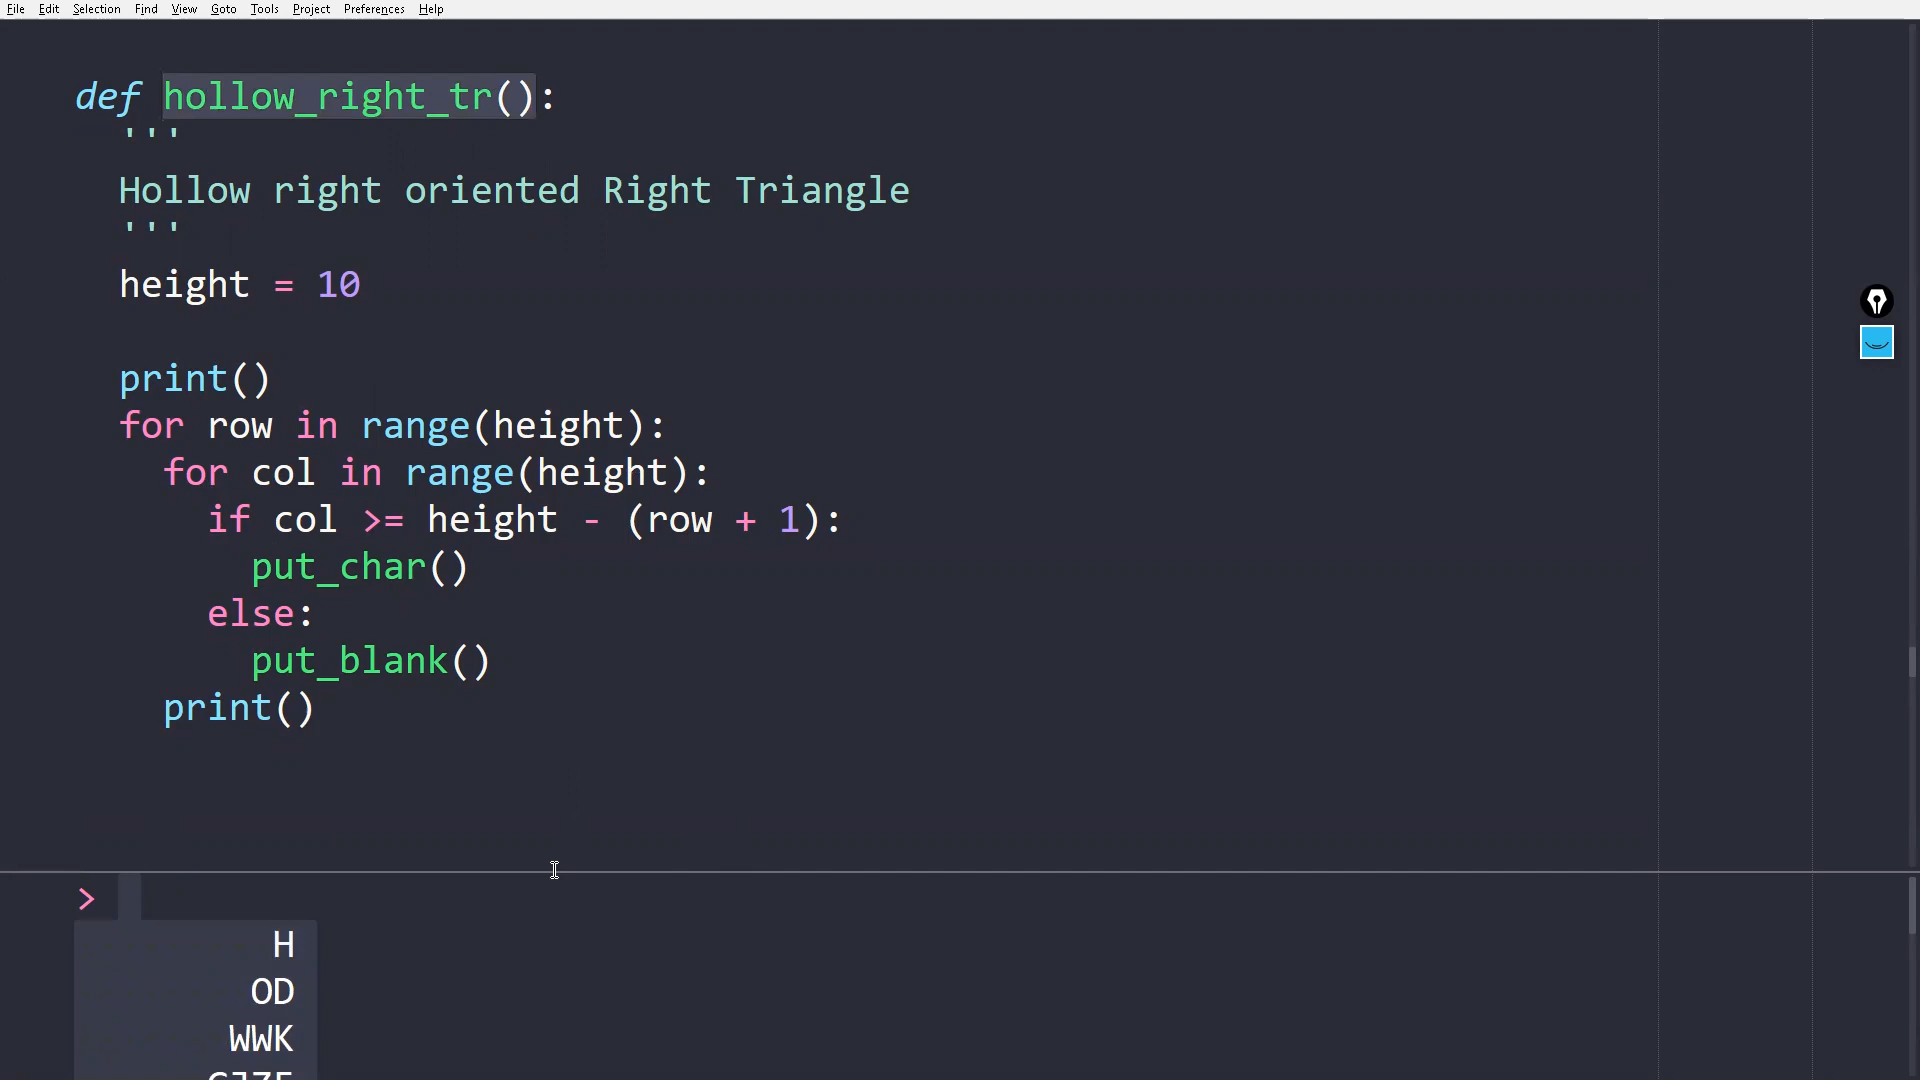 File Edit Selection Find View Goto Tools Project Preferences Help
def hollow_right_tr():
  '''
  Hollow right oriented Right Triangle
  '''
  height = 10
  print()
  for row in range(height):
    for col in range(height):
      if col >= height - (row + 1):
        put_char()
      else:
        put_blank()
    print()
>
H
OD
WWK